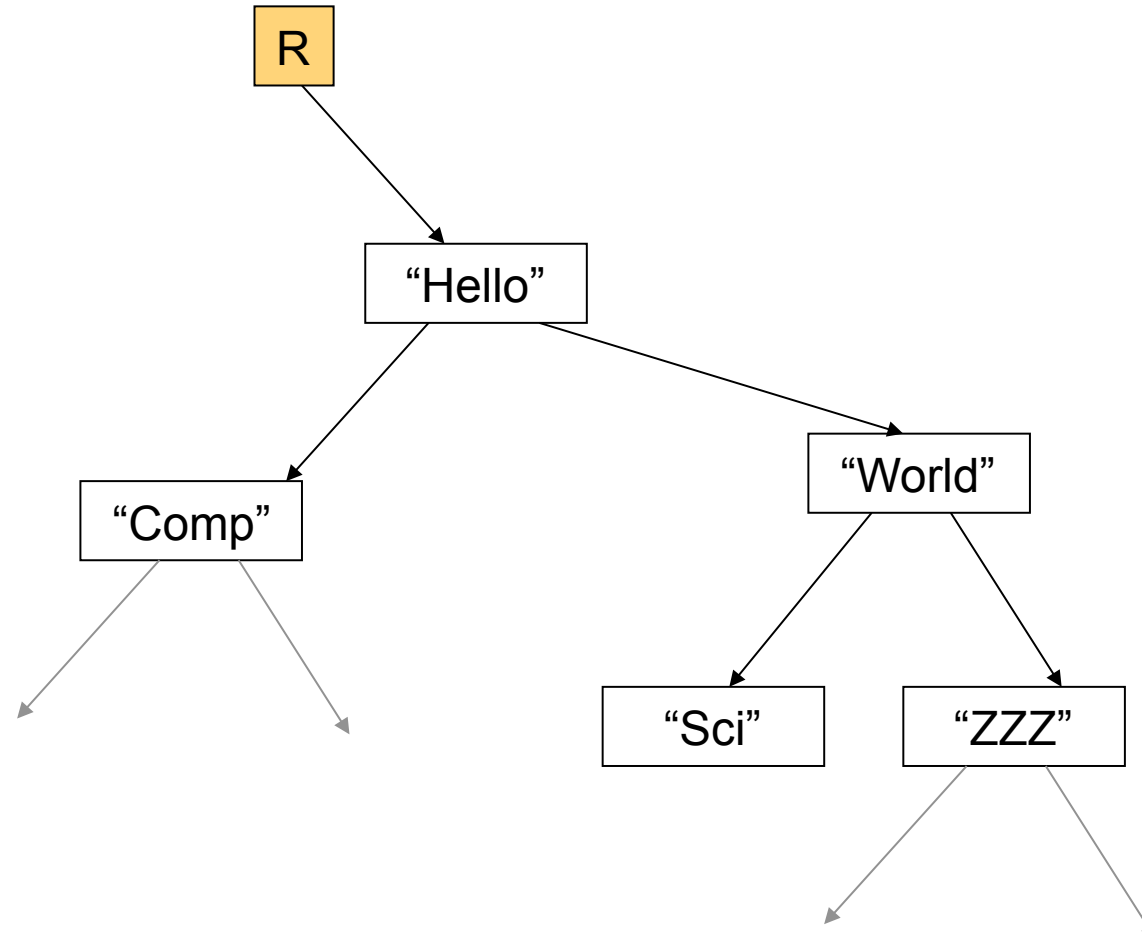 R
“Hello”
“World”
“Comp”
“Sci”
“ZZZ”